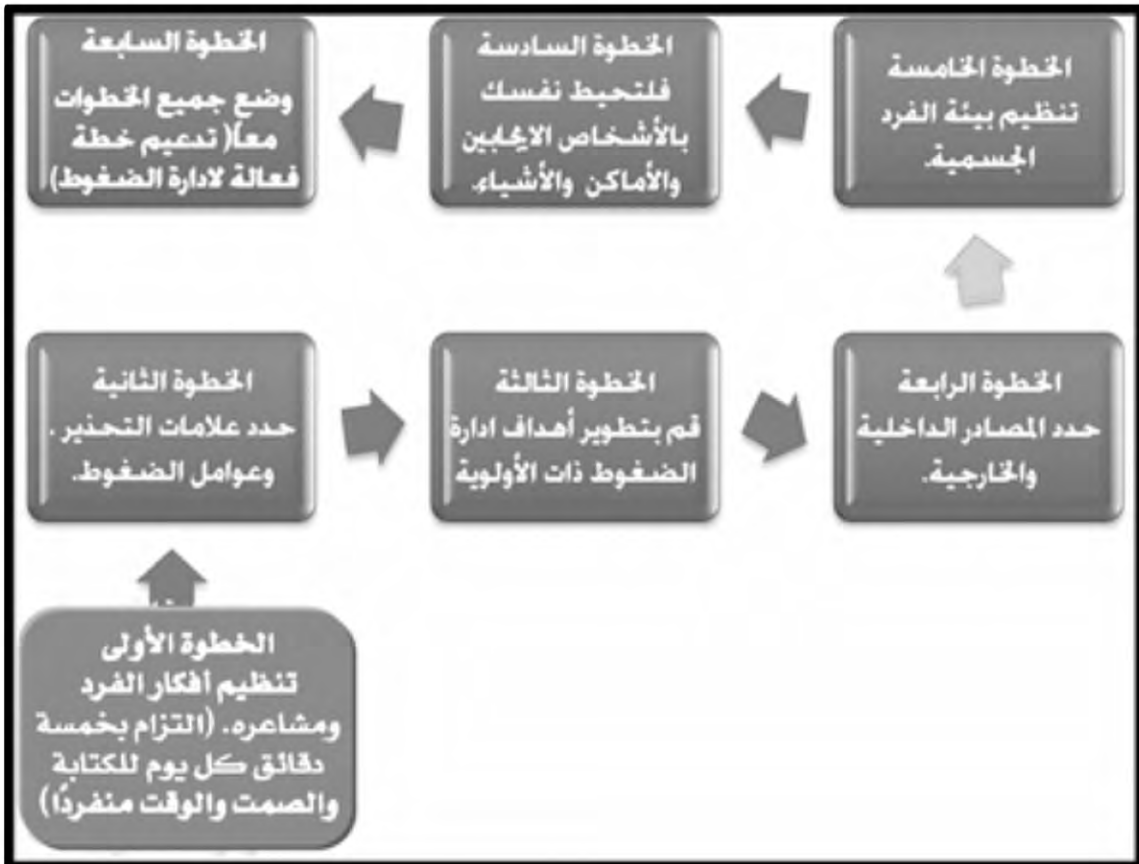 الخطوة السابعة
وضع جميع الخطوات
معا( تدعيم خطة
فعالة لادارة الضغوط)
الخطوة السادسة
فلتحيط نفسك
بالأشخاص الايجابين
والأماكن والأشياء.
الخطوة الخامسة
تنظيم بيئة الفرد
الجسمية.
الخطوة الثانية
حدد علامات التحذير .
وعوامل الضغوط.
الخطوة الثالثة
قم بتطوير أهداف ادارة
الضغوط ذات الأولوية
الخطوة الرابعة
حدد المصادر الداخلية
والخارجية.
الخطوة الأولى
تنظيم أفكار الفرد
ومشاعره. (التزام بخمسة
دقائق كل يوم للكتابة
والصمت والوقت منفردًا)